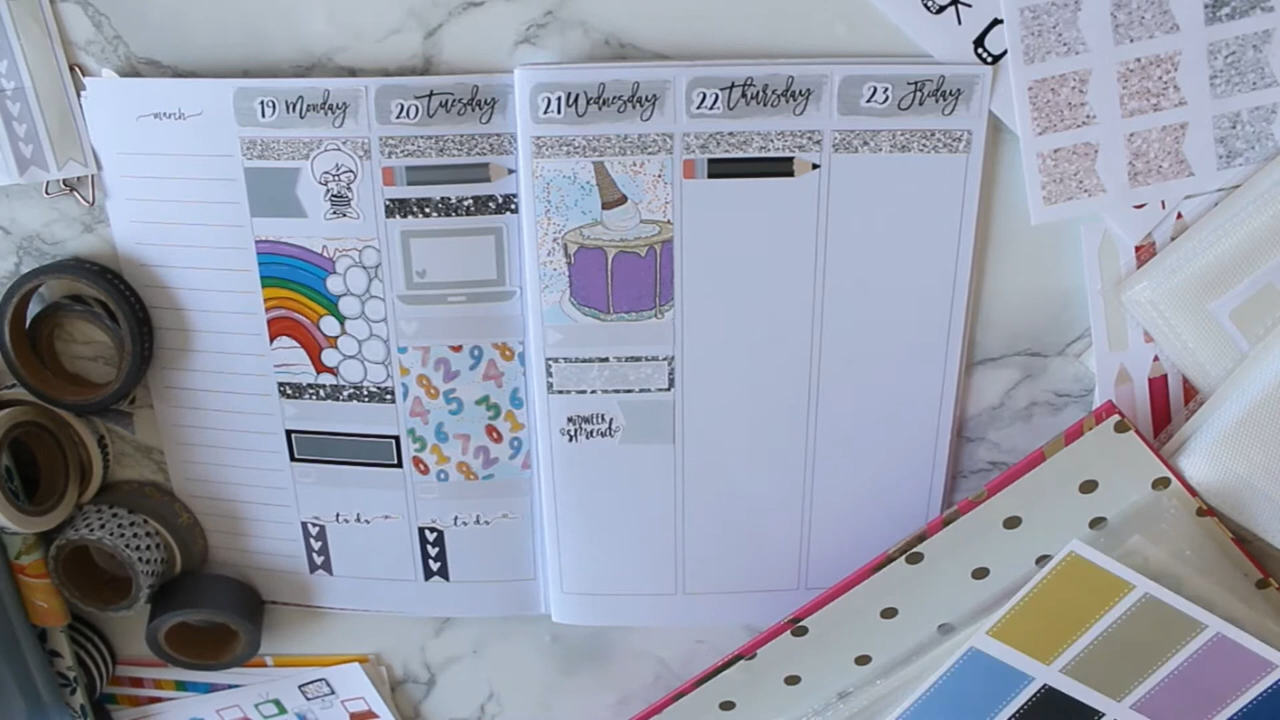 march
19 Monday
20 Tuesday
21 Wednesday
22 Thursday
23 Friday
MiDWEEK
spread
to do
to do